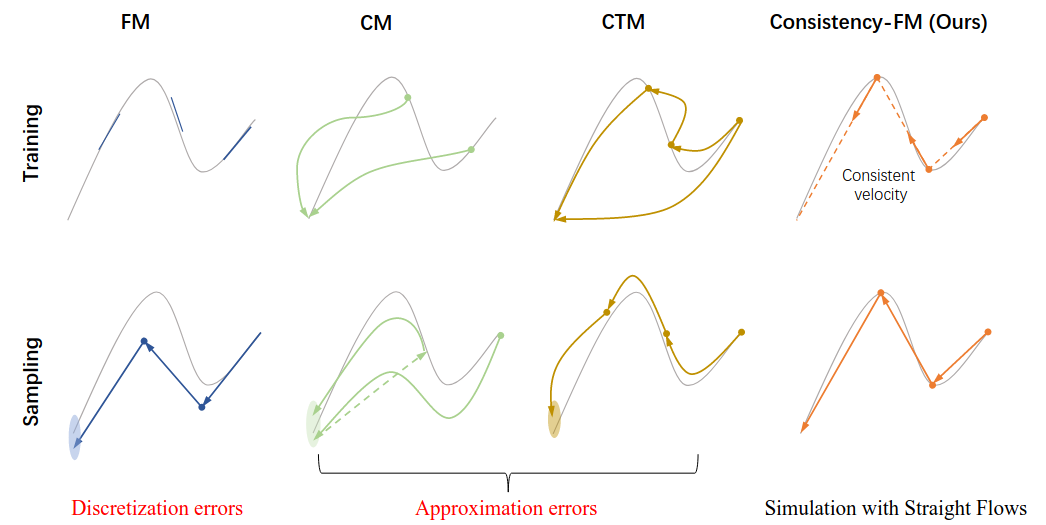 FM
CM
CTM
Consistency-FM (Ours)
Training
Consistent
velocity
Sampling
Discretization errors
Approximation errors
Simulation with Straight Flows